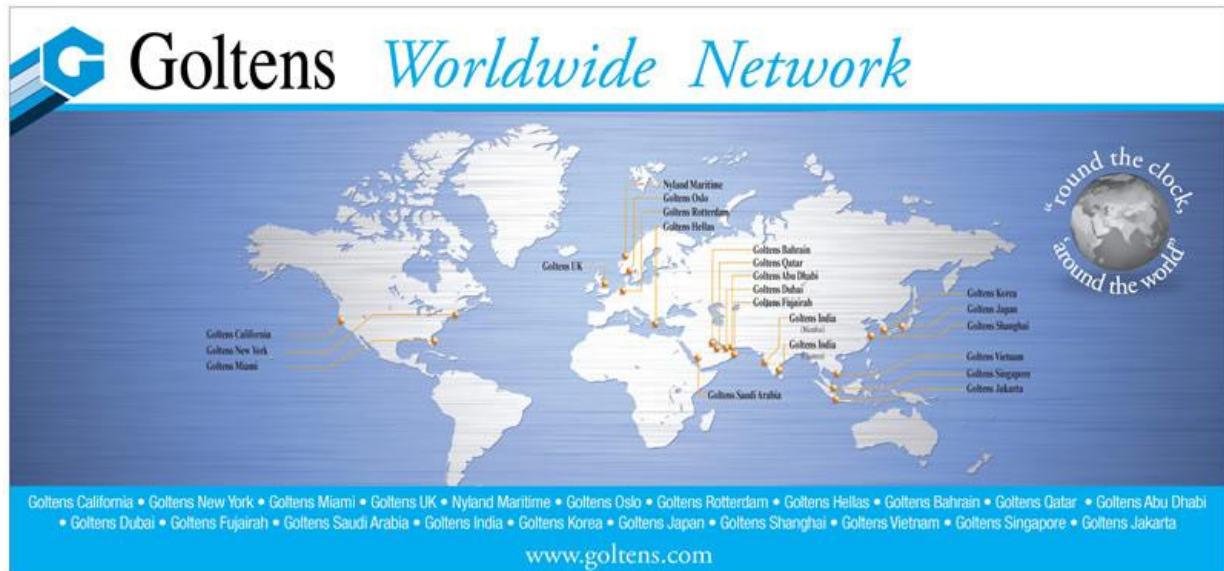 G Goltens Worldwide Network
"round the clock,
'around the world"
Nyland Maritime
Goltens Oslo
Goltens Rotterdam
Goltens Hellas
Goltens UK
Goltens Bahrain
Goltens Qatar
Goltens Abu Dhabi
Goltens Dubai
Goltens Fujairah
Goltens India
(Mumbai)
Goltens India
Goltens Saudi Arabia
Goltens California
Goltens New York
Goltens Miami
Goltens Korea
Goltens Japan
Goltens Shanghai
Goltens Vietnam
Goltens Singapore
Goltens Jakarta
Goltens California • Goltens New York • Goltens Miami • Goltens UK • Nyland Maritime • Goltens Oslo • Goltens Rotterdam • Goltens Hellas • Goltens Bahrain • Goltens Qatar • Goltens Abu Dhabi
• Goltens Dubai • Goltens Fujairah • Goltens Saudi Arabia • Goltens India • Goltens Korea • Goltens Japan • Goltens Shanghai • Goltens Vietnam • Goltens Singapore • Goltens Jakarta
www.goltens.com